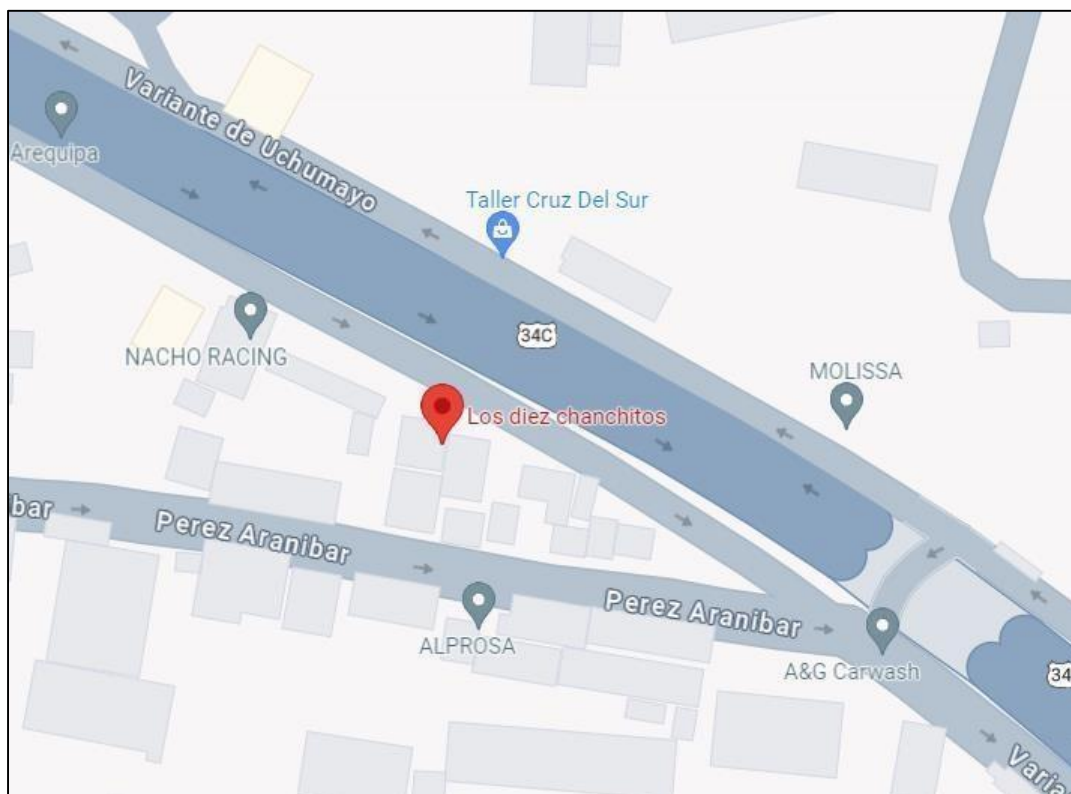 Variante de Uchumayo
Arequipa
Taller Cruz Del Sur
34C
NACHO RACING
MOLISSA
Los diez chanchitos
bar
Perez Aranibar
Perez Aranibar
ALPROSA
A&G Carwash
34
Varia